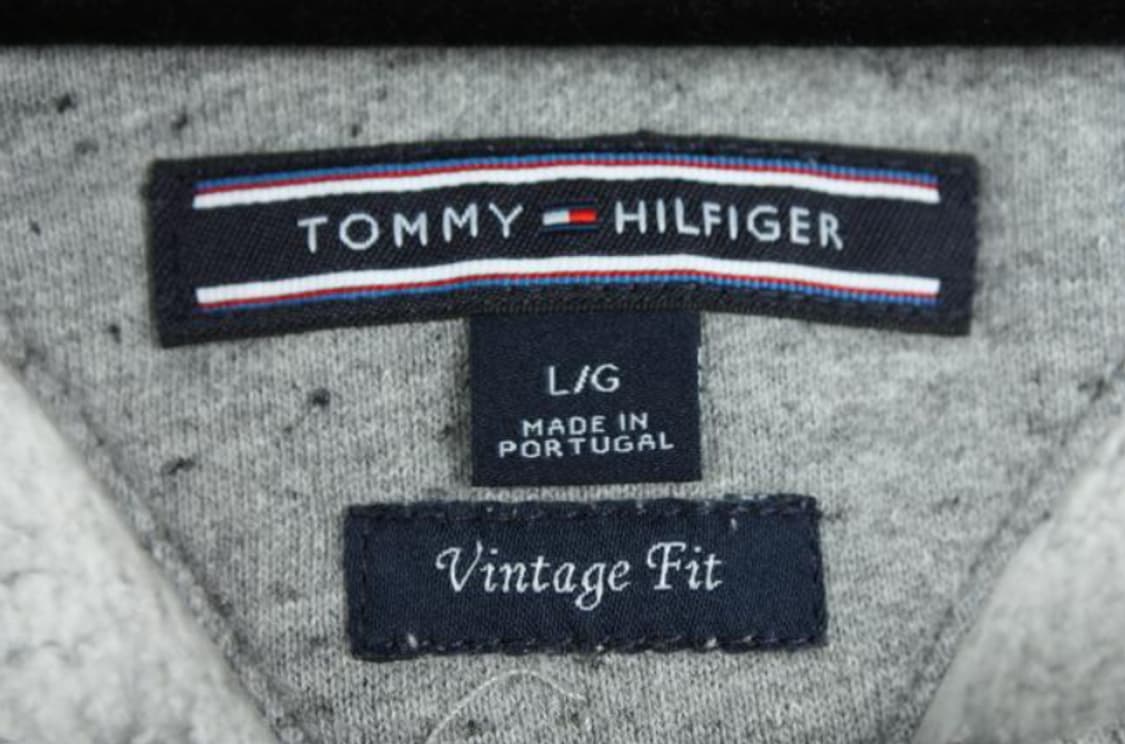 TOMMY HILFIGER
L/G
MADE IN
PORTUGAL
Vintage Fit